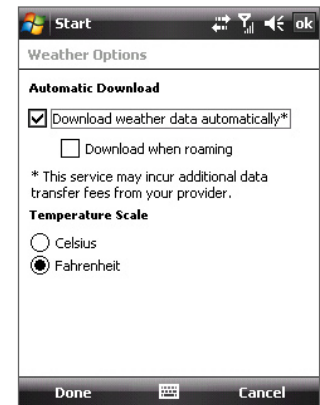 Start
ok
Weather Options
Automatic Download
Download weather data automatically*
Download when roaming
* This service may incur additional data
transfer fees from your provider.
Temperature Scale
Celsius
Fahrenheit
Done
Cancel